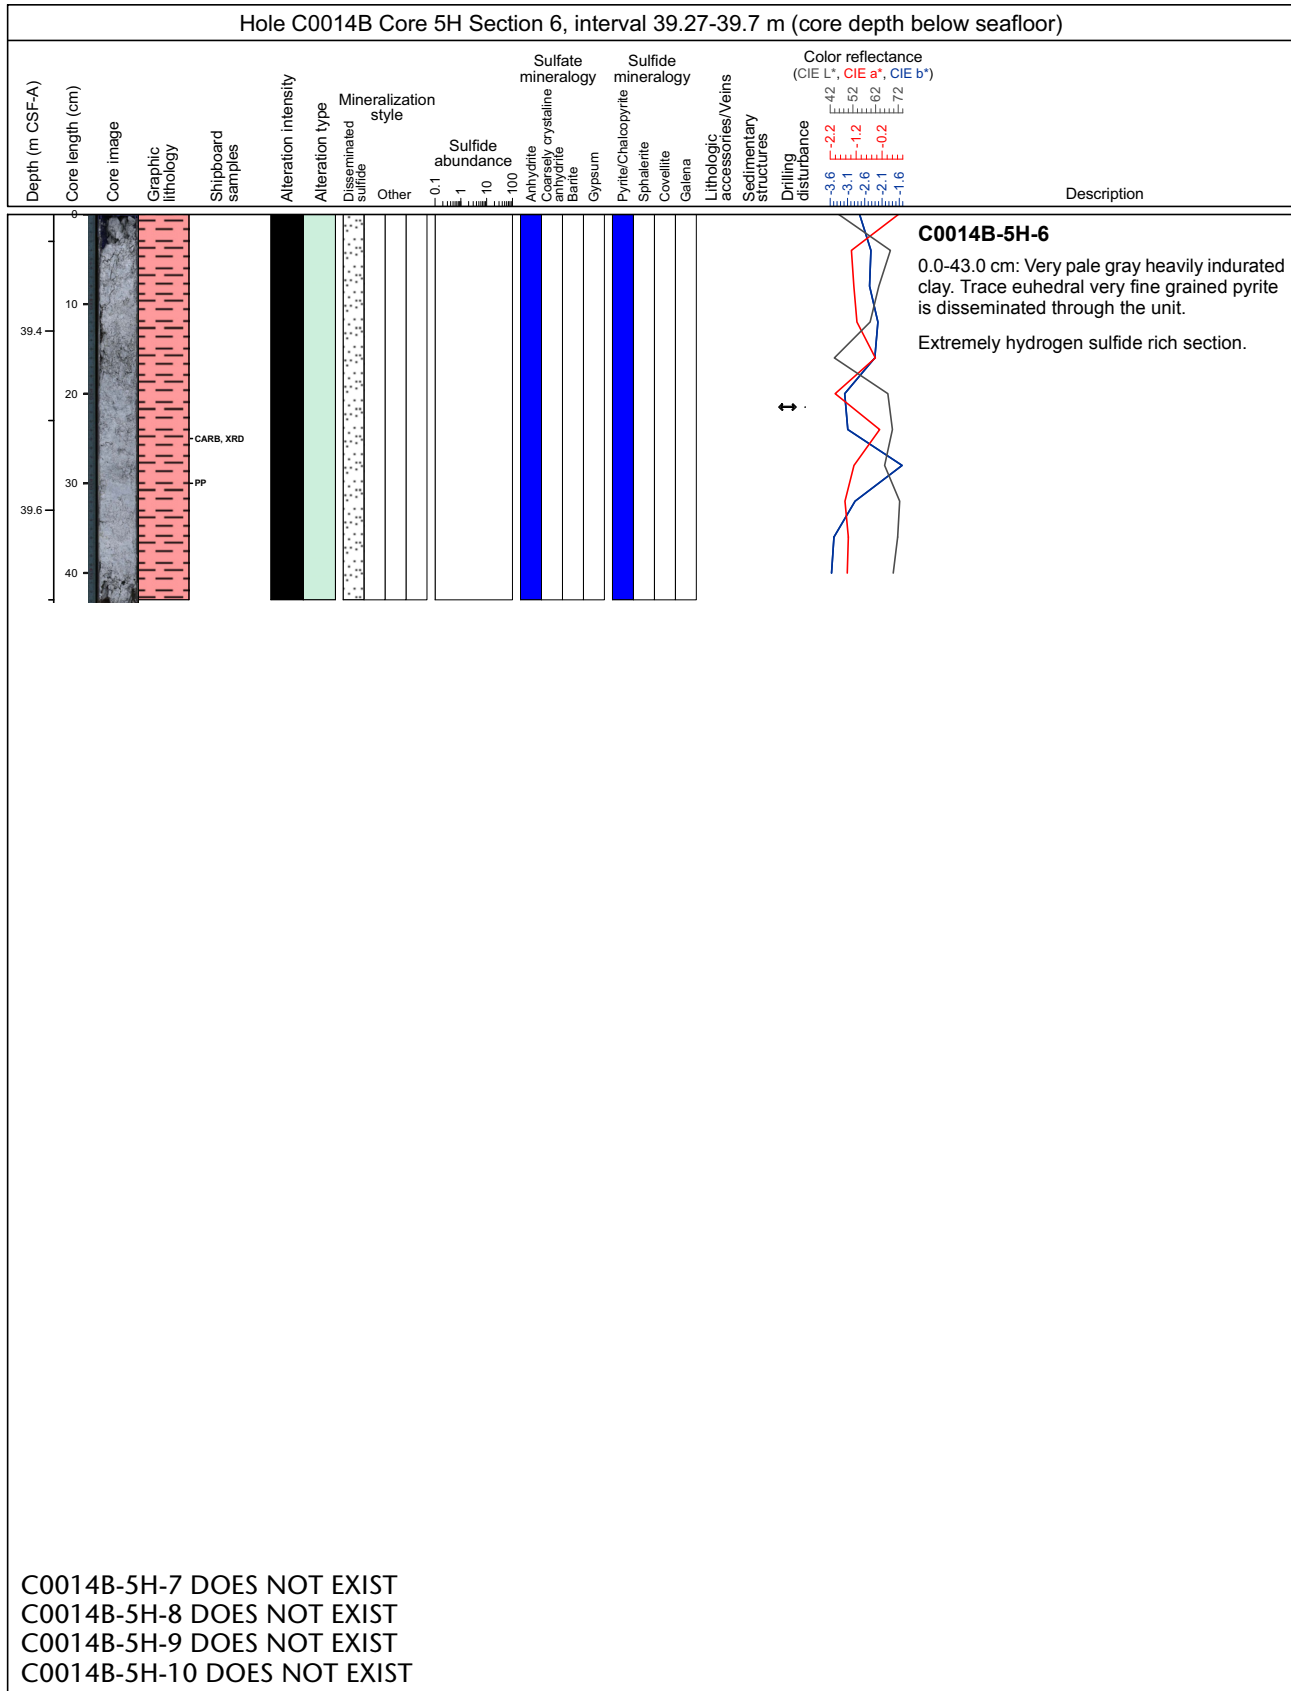 Hole C0014B Core 5H Section 6, interval 39.27-39.7 m (core depth below seafloor)
Depth (m CSF-A)
Core length (cm)
Core image
Graphic
lithology
Shipboard
samples
Alteration intensity
Alteration type
Mineralization
style
Disseminated
sulfide
Other
Sulfide
abundance
0.1
1
10
100
Sulfate
mineralogy
Anhydrite
Coarsely crystaline
anhydrite
Barite
Gypsum
Sulfide
mineralogy
Pyrite/Chalcopyrite
Sphalerite
Covellite
Galena
Lithologic
accessories/Veins
Sedimentary
structures
Drilling
disturbance
Color reflectance
(CIE L*, CIE a*, CIE b*)
42
52
62
72
-2.2
-1.2
-0.2
-3.6
-3.1
-2.6
-2.1
-1.6
Description
0
10
20
30
40
39.4
39.6
CARB, XRD
PP
C0014B-5H-6
0.0-43.0 cm: Very pale gray heavily indurated
clay. Trace euhedral very fine grained pyrite
is disseminated through the unit.
Extremely hydrogen sulfide rich section.
C0014B-5H-7 DOES NOT EXIST
C0014B-5H-8 DOES NOT EXIST
C0014B-5H-9 DOES NOT EXIST
C0014B-5H-10 DOES NOT EXIST